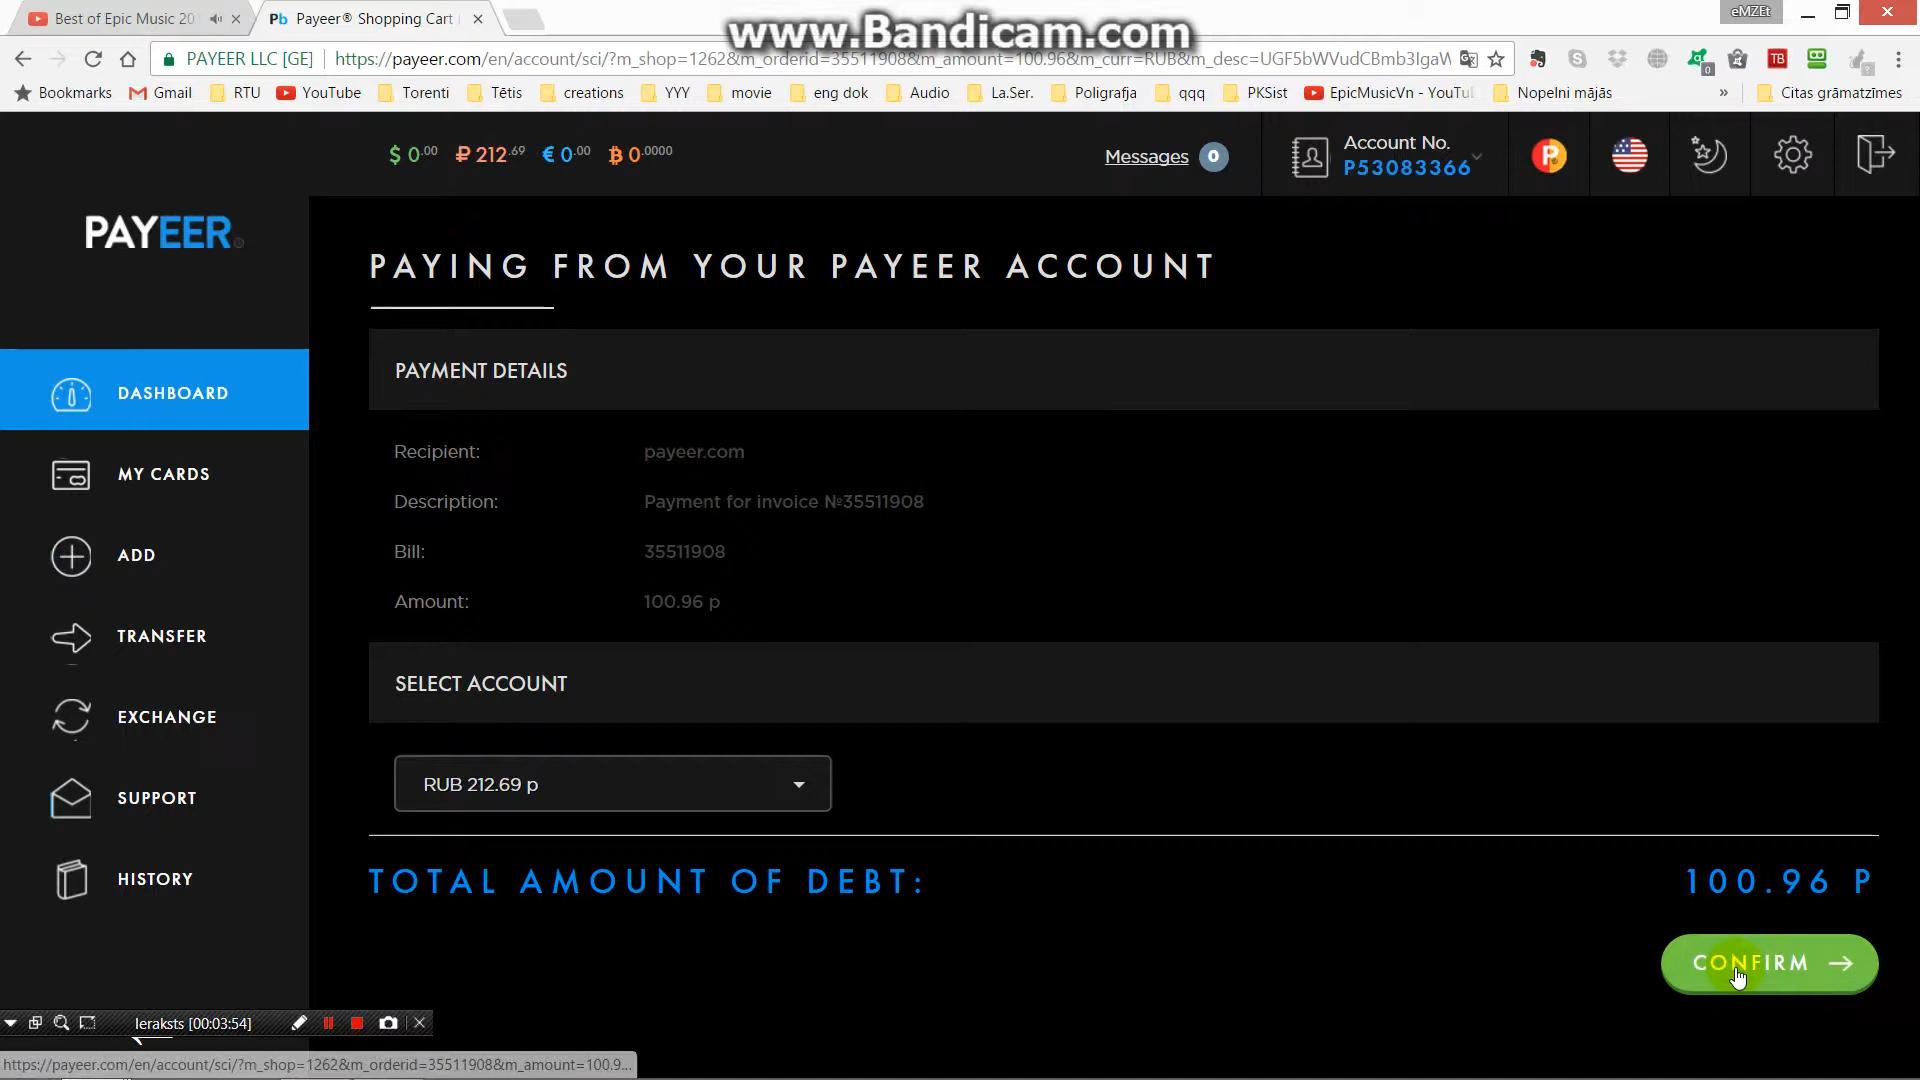 Best of Epic Music 20
Payeer® Shopping Cart
www.Bandicam.com
eMZEt
PAYEER LLC [GE]
https://payeer.com/en/account/sci/?m_shop=1262&m_orderid=35511908&m_amount=100.96&m_curr=RUB&m_desc=UGF5bWVudCBmb3IgaW
Bookmarks
Gmail
RTU
YouTube
Torenti
Tētis
creations
YYY
movie
eng dok
Audio
La.Ser.
Poligrafja
qqq
PKSist
EpicMusicVn - YouTu
Nopelni mājās
»
Citas grāmatzīmes
$ 0.00
₽ 212.69
€ 0.00
฿ 0.0000
Messages 0
Account No.
P53083366
PAYEER
PAYING FROM YOUR PAYEER ACCOUNT
PAYMENT DETAILS
Recipient: payeer.com
Description: Payment for invoice №35511908
Bill: 35511908
Amount: 100.96 p
SELECT ACCOUNT
RUB 212.69 p
TOTAL AMOUNT OF DEBT: 100.96 P
CONFIRM
DASHBOARD
MY CARDS
ADD
TRANSFER
EXCHANGE
SUPPORT
HISTORY
Ieraksts [00:03:54]
https://payeer.com/en/account/sci/?m_shop=1262&m_orderid=35511908&m_amount=100.9...